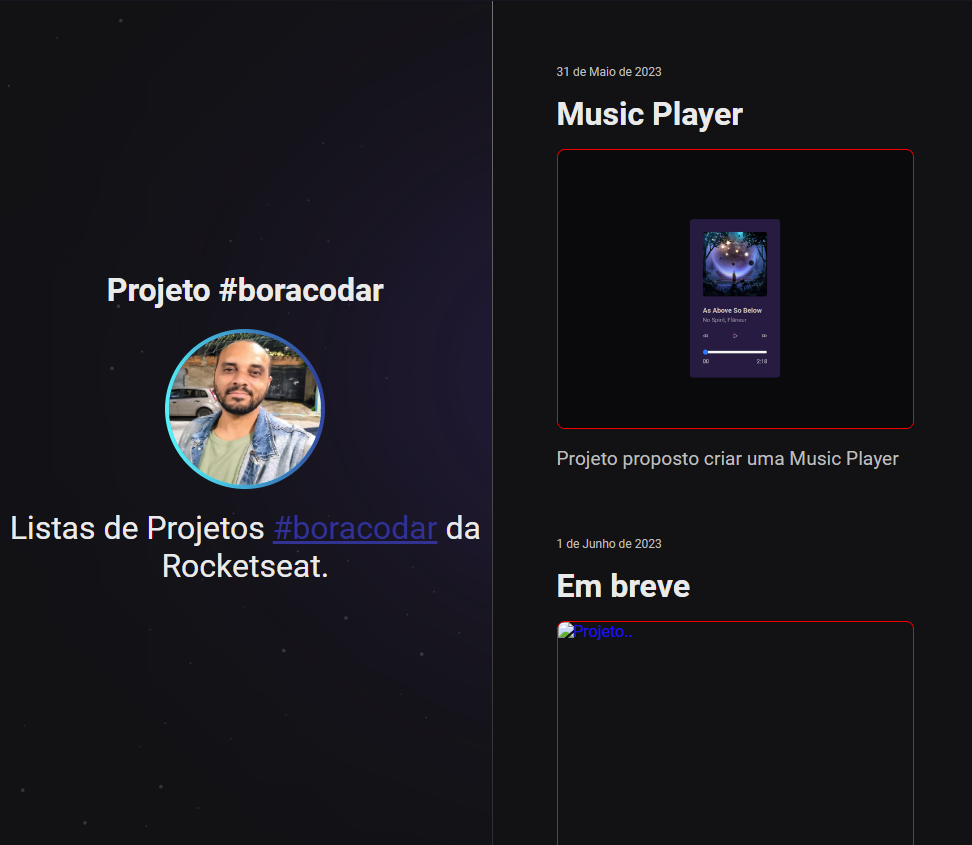 Projeto #boracodar
Listas de Projetos #boracodar da
Rocketseat.
31 de Maio de 2023
Music Player
As Above So Below
No Spirit, Flâneur
00 2:18
Projeto proposto criar uma Music Player
1 de Junho de 2023
Em breve
Projeto..